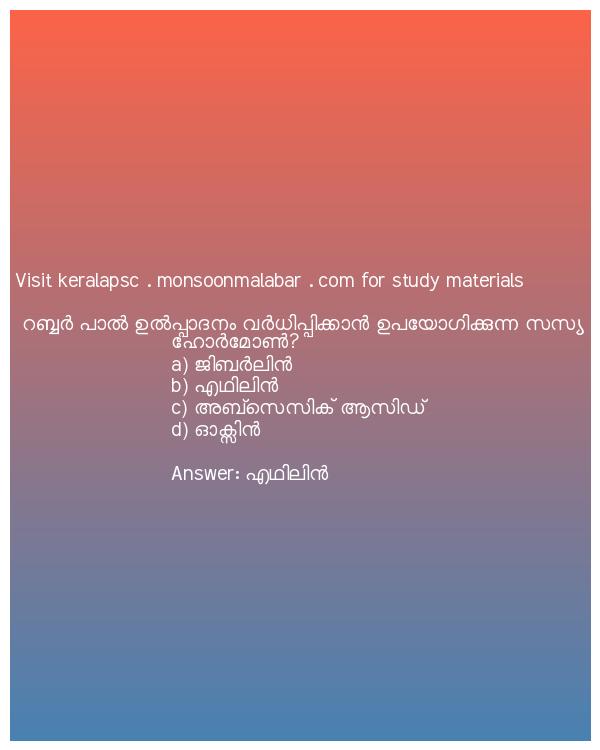 Visit keralapsc . monsoonmalabar . com for study materials
റബ്ബർ പാൽ ഉൽപ്പാദനം വർധിപ്പിക്കാൻ ഉപയോഗിക്കുന്ന സസ്യ
ഹോർമോൺ?
a) ജിബർലിൻ
b) എഥിലിൻ
c) അബ്സെസിക് ആസിഡ്
d) ഓക്സിൻ
Answer: എഥിലിൻ